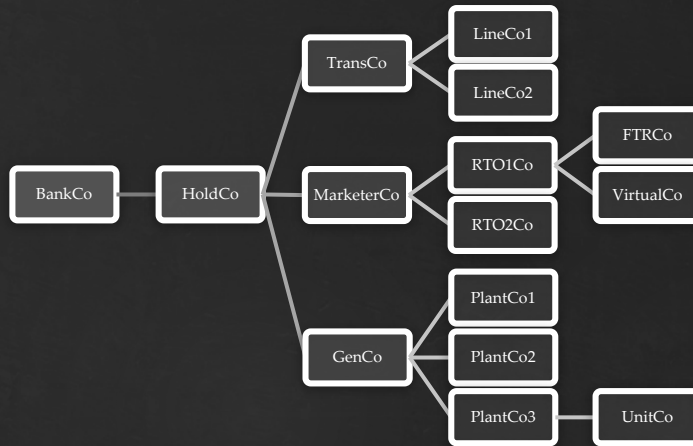 BankCo
HoldCo
TransCo
LineCo1
LineCo2
MarketerCo
RTO1Co
FTRCo
VirtualCo
RTO2Co
GenCo
PlantCo1
PlantCo2
PlantCo3
UnitCo